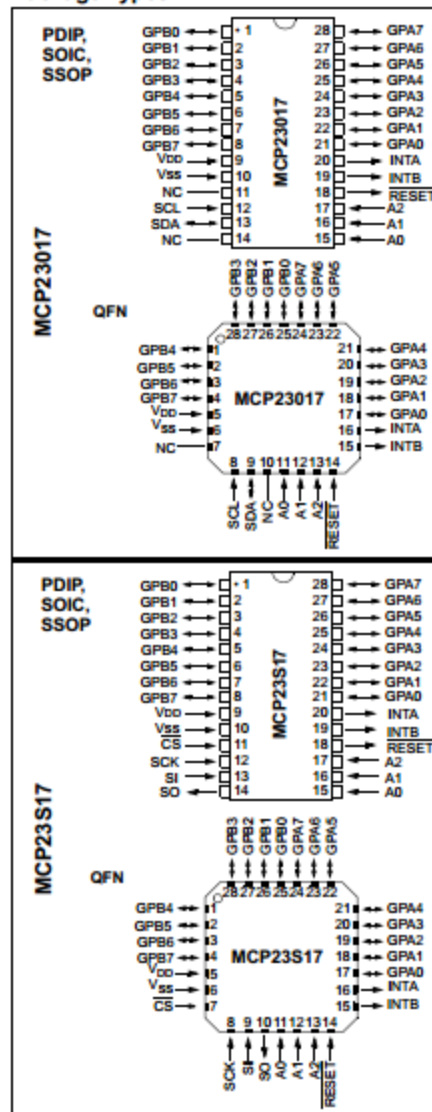 PDIP,
SOIC,
SSOP
MCP23017
GPB0 1 28 GPA7
GPB1 2 27 GPA6
GPB2 3 26 GPA5
GPB3 4 25 GPA4
GPB4 5 24 GPA3
GPB5 6 23 GPA2
GPB6 7 22 GPA1
GPB7 8 21 GPA0
VDD 9 20 INTA
VSS 10 19 INTB
NC 11 18 RESET
SCL 12 17 A2
SDA 13 16 A1
NC 14 15 A0
MCP23017
QFN
GPB3 GPB2 GPB1 GPB0 GPA7 GPA6 GPA5
28 27 26 25 24 23 22
GPB4 1 21 GPA4
GPB5 2 20 GPA3
GPB6 3 19 GPA2
GPB7 4 MCP23017 18 GPA1
VDD 5 17 GPA0
VSS 6 16 INTA
NC 7 15 INTB
8 9 10 11 12 13 14
SCL SDA NC A0 A1 A2 RESET
PDIP,
SOIC,
SSOP
MCP23S17
GPB0 1 28 GPA7
GPB1 2 27 GPA6
GPB2 3 26 GPA5
GPB3 4 25 GPA4
GPB4 5 24 GPA3
GPB5 6 23 GPA2
GPB6 7 22 GPA1
GPB7 8 21 GPA0
VDD 9 20 INTA
VSS 10 19 INTB
CS 11 18 RESET
SCK 12 17 A2
SI 13 16 A1
SO 14 15 A0
MCP23S17
QFN
GPB3 GPB2 GPB1 GPB0 GPA7 GPA6 GPA5
28 27 26 25 24 23 22
GPB4 1 21 GPA4
GPB5 2 20 GPA3
GPB6 3 19 GPA2
GPB7 4 MCP23S17 18 GPA1
VDD 5 17 GPA0
VSS 6 16 INTA
CS 7 15 INTB
8 9 10 11 12 13 14
SCK SI SO A0 A1 A2 RESET